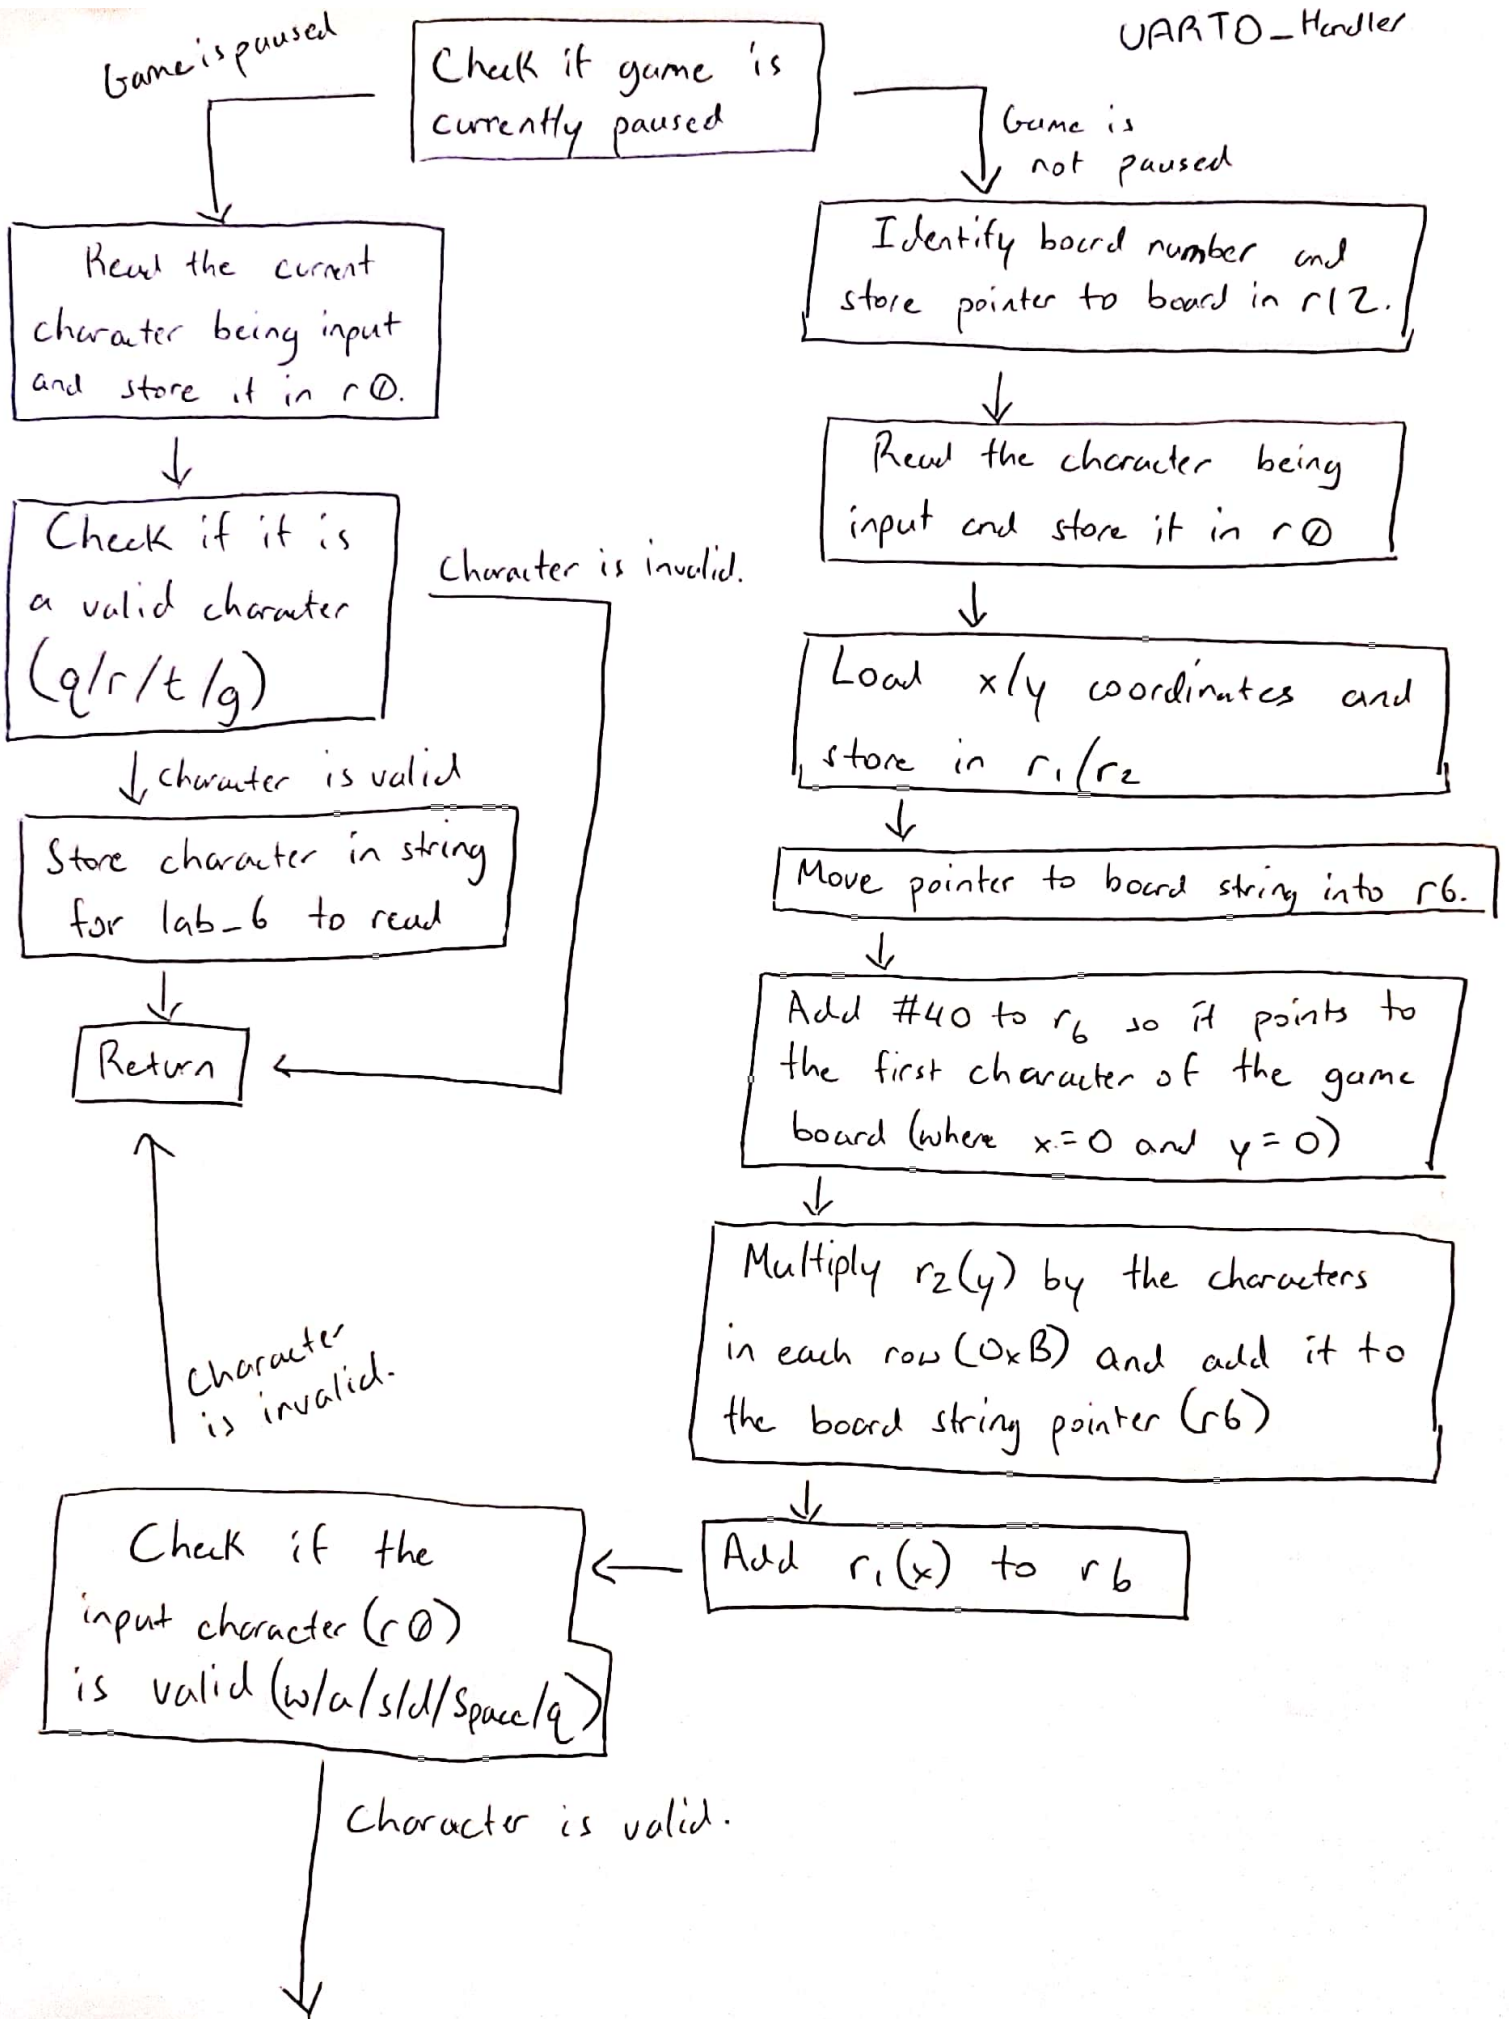 UART0_Handler
Game is paused
Check if game is
currently paused
Game is
not paused
Read the current
character being input
and store it in r0.
Identify board number and
store pointer to board in r12.
Read the character being
input and store it in r0
Check if it is
a valid character
(q/r/t/g)
Character is invalid.
Load x/y coordinates and
store in r1/r2
character is valid
Store character in string
for lab_6 to read
Move pointer to board string into r6.
Return
Add #40 to r6 so it points to
the first character of the game
board (where x=0 and y=0)
Multiply r2(y) by the characters
in each row (0xB) and add it to
the board string pointer (r6)
Add r1(x) to r6
character
is invalid.
Check if the
input character (r0)
is valid (w/a/s/d/space/q)
Character is valid.